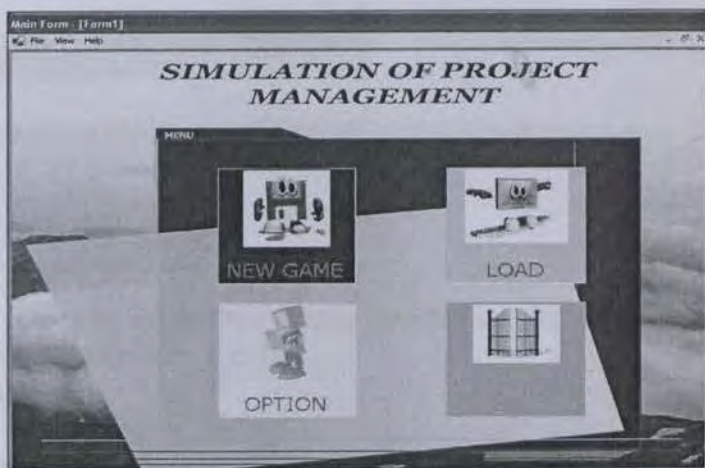 Main Form - [Form1]
File View Help
SIMULATION OF PROJECT
MANAGEMENT
MENU
NEW GAME
LOAD
OPTION